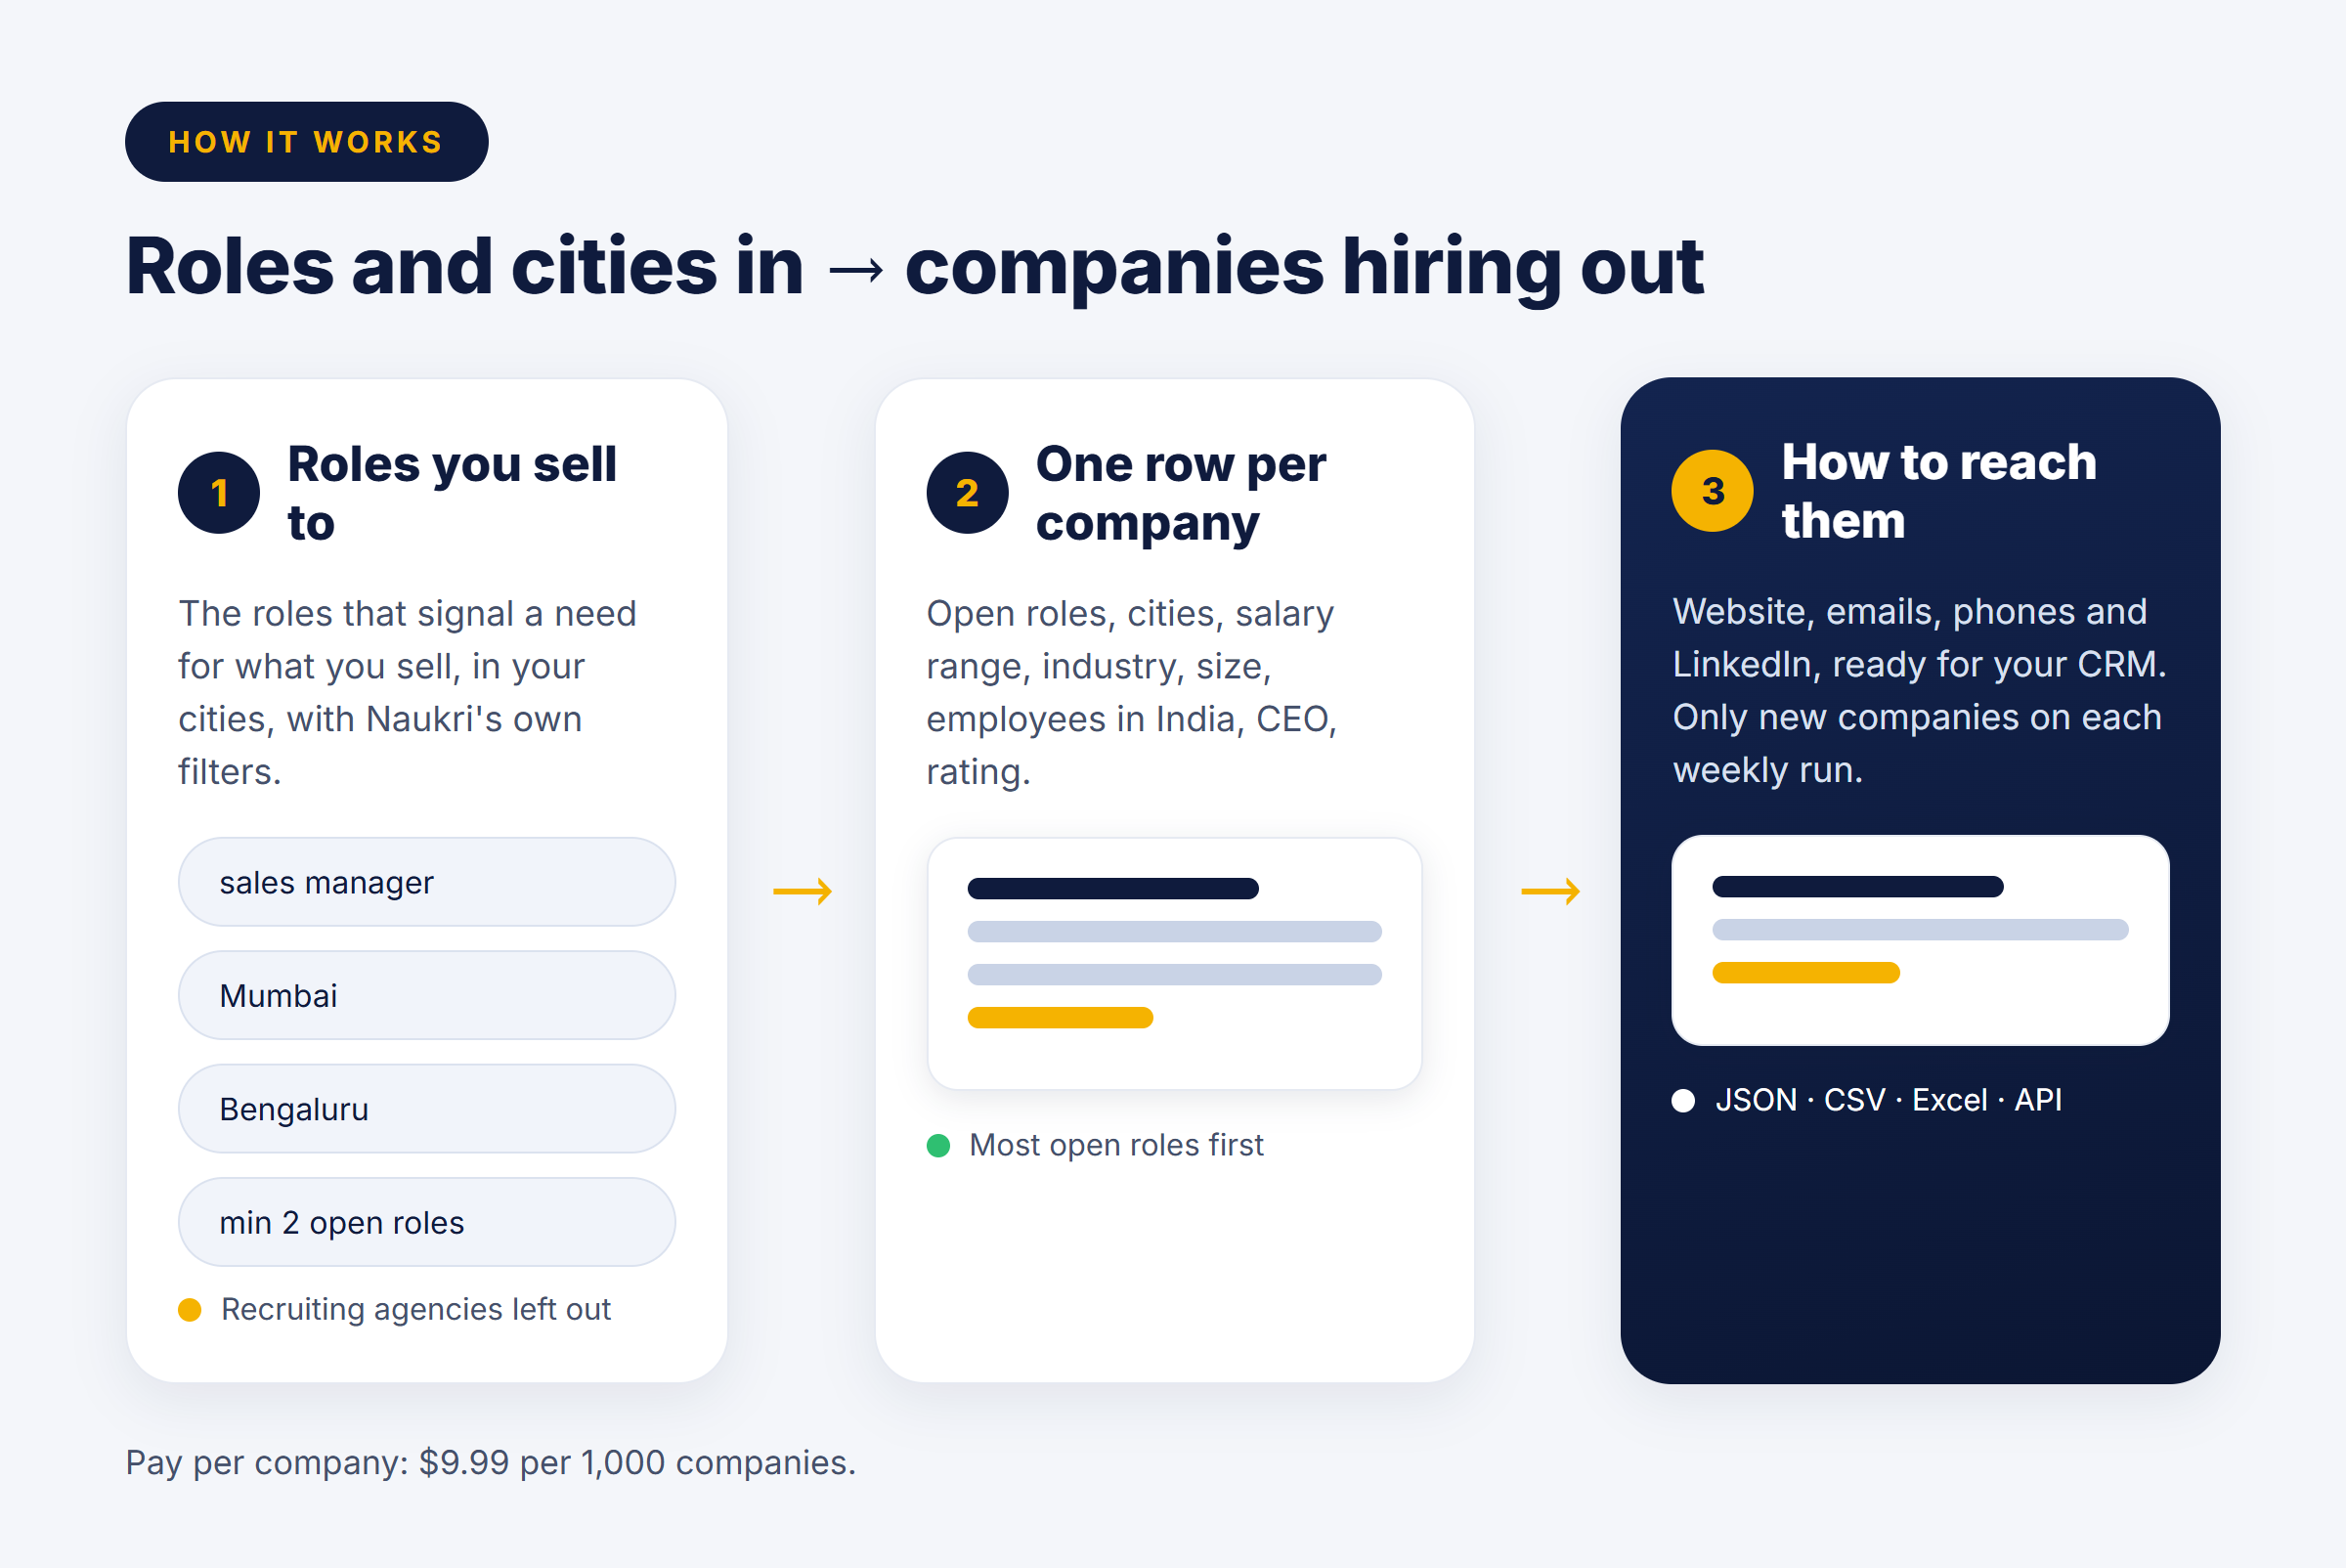 HOW IT WORKS
Roles and cities in → companies hiring out
1
Roles you sell
to
The roles that signal a need
for what you sell, in your
cities, with Naukri's own
filters.
sales manager
Mumbai
Bengaluru
min 2 open roles
Recruiting agencies left out
→
2
One row per
company
Open roles, cities, salary
range, industry, size,
employees in India, CEO,
rating.
Most open roles first
→
3
How to reach
them
Website, emails, phones and
LinkedIn, ready for your CRM.
Only new companies on each
weekly run.
JSON · CSV · Excel · API
Pay per company: $9.99 per 1,000 companies.